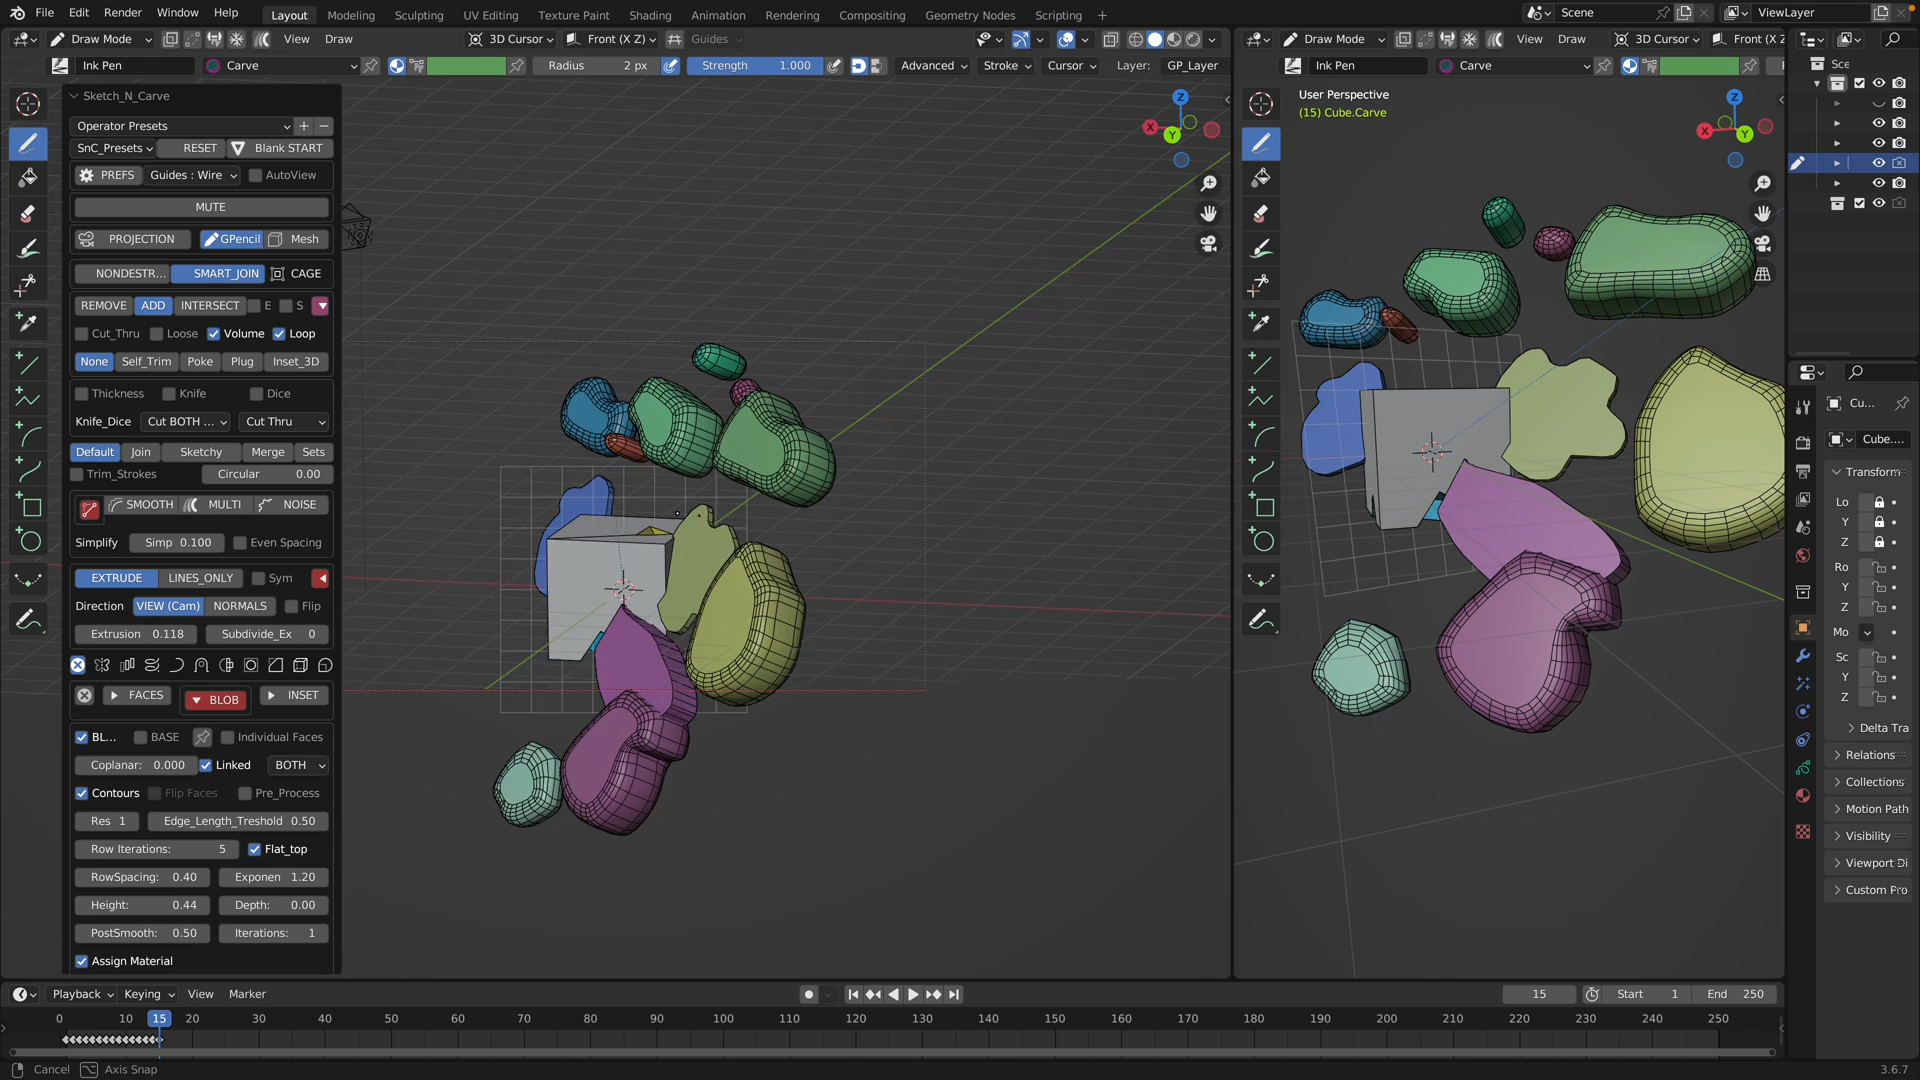 File Edit Render Window Help Layout Modeling Sculpting UV Editing Texture Paint Shading Animation Rendering Compositing Geometry Nodes Scripting + Scene ViewLayer
Draw Mode View Draw 3D Cursor Front (X Z) Guides Draw Mode View Draw 3D Cursor Front (X Z
Ink Pen Carve Radius 2 px Strength 1.000 Advanced Stroke Cursor Layer: GP_Layer Ink Pen Carve Sce
Sketch_N_Carve
User Perspective
(15) Cube.Carve
Operator Presets
SnC_Presets RESET Blank START
PREFS Guides : Wire AutoView
MUTE
PROJECTION GPencil Mesh
NONDESTR... SMART_JOIN CAGE
REMOVE ADD INTERSECT E S
Cut_Thru Loose Volume Loop
None Self_Trim Poke Plug Inset_3D
Thickness Knife Dice
Knife_Dice Cut BOTH ... Cut Thru
Default Join Sketchy Merge Sets
Trim_Strokes Circular 0.00
SMOOTH MULTI NOISE
Simplify Simp 0.100 Even Spacing
EXTRUDE LINES_ONLY Sym
Direction VIEW (Cam) NORMALS Flip
Extrusion 0.118 Subdivide_Ex 0
FACES BLOB INSET
BL... BASE Individual Faces
Coplanar: 0.000 Linked BOTH
Contours Flip Faces Pre_Process
Res 1 Edge_Length_Treshold 0.50
Row Iterations: 5 Flat_top
RowSpacing: 0.40 Exponen 1.20
Height: 0.44 Depth: 0.00
PostSmooth: 0.50 Iterations: 1
Assign Material
Z X Y
Z X Y
Cu...
Cube....
Transform
Lo
Y
Z
Ro
Y
Z
Mo
Sc
Y
Z
Delta Tra
Relations
Collections
Motion Path
Visibility
Viewport Di
Custom Pro
Playback Keying View Marker 15 Start 1 End 250
0 10 15 20 30 40 50 60 70 80 90 100 110 120 130 140 150 160 170 180 190 200 210 220 230 240 250
Cancel Axis Snap 3.6.7